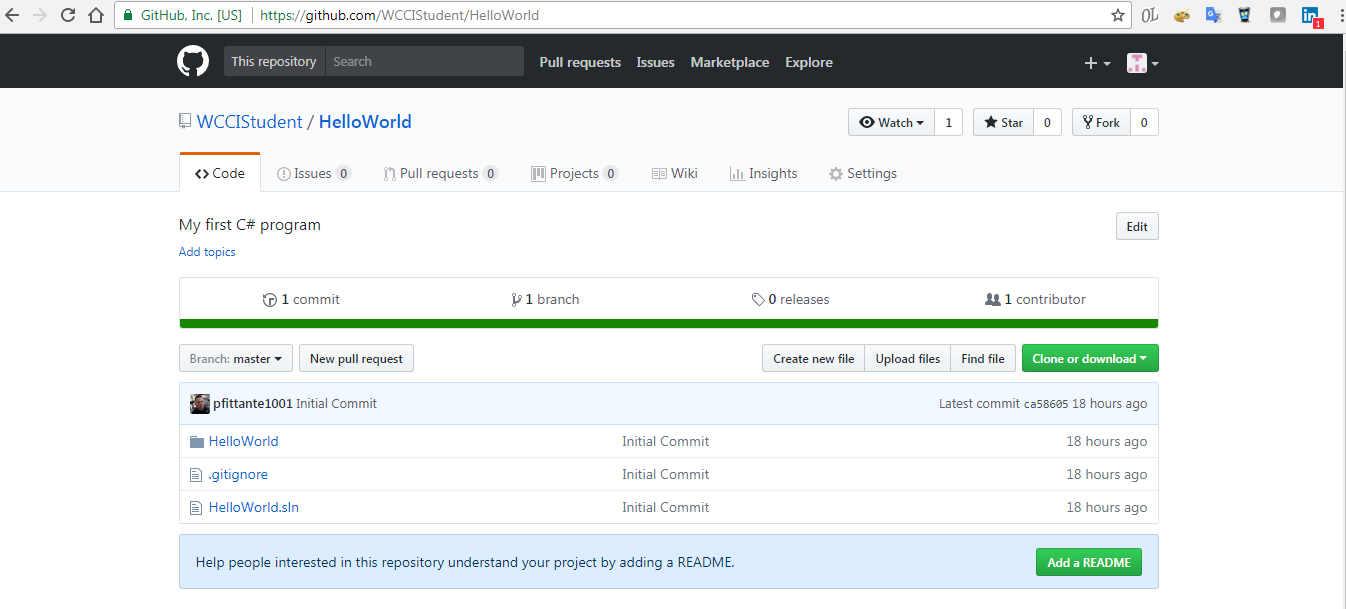 GitHub, Inc. [US] https://github.com/WCCIStudent/HelloWorld OL in 1
This repository Search Pull requests Issues Marketplace Explore
WCCIStudent / HelloWorld Watch 1 Star 0 Fork 0
Code Issues 0 Pull requests 0 Projects 0 Wiki Insights Settings
My first C# program Edit
Add topics
1 commit 1 branch 0 releases 1 contributor
Branch: master New pull request Create new file Upload files Find file Clone or download
pfittante1001 Initial Commit Latest commit ca58605 18 hours ago
HelloWorld Initial Commit 18 hours ago
.gitignore Initial Commit 18 hours ago
HelloWorld.sln Initial Commit 18 hours ago
Help people interested in this repository understand your project by adding a README. Add a README